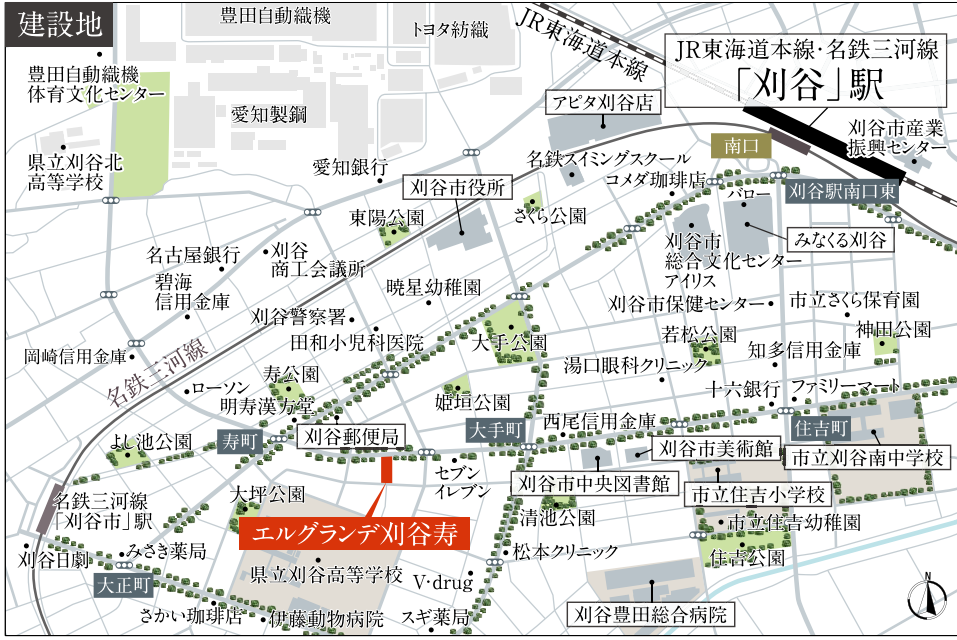 建設地
豊田自動織機
トヨタ紡織
JR東海道本線
JR東海道本線・名鉄三河線
「刈谷」駅
豊田自動織機
体育文化センター
愛知製鋼
アピタ刈谷店
南口
刈谷市産業
振興センター
県立刈谷北
高等学校
愛知銀行
刈谷市役所
名鉄スイミングスクール
コメダ珈琲店
バロー
刈谷駅南口東
東陽公園
さくら公園
みなくる刈谷
名古屋銀行
刈谷
商工会議所
刈谷市
総合文化センター
アイリス
碧海
信用金庫
暁星幼稚園
刈谷市保健センター
市立さくら保育園
刈谷警察署
田和小児科医院
大手公園
若松公園
神田公園
岡崎信用金庫
名鉄三河線
湯口眼科クリニック
知多信用金庫
ローソン
寿公園
姫垣公園
十六銀行
ファミリーマート
明寿漢方堂
刈谷郵便局
大手町
西尾信用金庫
住吉町
よし池公園
寿町
刈谷市美術館
市立刈谷南中学校
セブン
イレブン
刈谷市中央図書館
市立住吉小学校
名鉄三河線
「刈谷市」駅
大坪公園
エルグランデ刈谷寿
清池公園
市立住吉幼稚園
刈谷日劇
みさき薬局
松本クリニック
住吉公園
大正町
県立刈谷高等学校
V・drug
さかい珈琲店
伊藤動物病院
スギ薬局
刈谷豊田総合病院
N